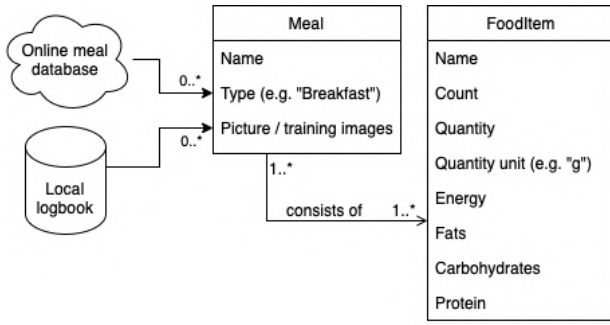 Online meal
database
0..*
Local
logbook
0..*
Meal
Name
Type (e.g. "Breakfast")
Picture / training images
1..*
consists of
1..*
FoodItem
Name
Count
Quantity
Quantity unit (e.g. "g")
Energy
Fats
Carbohydrates
Protein